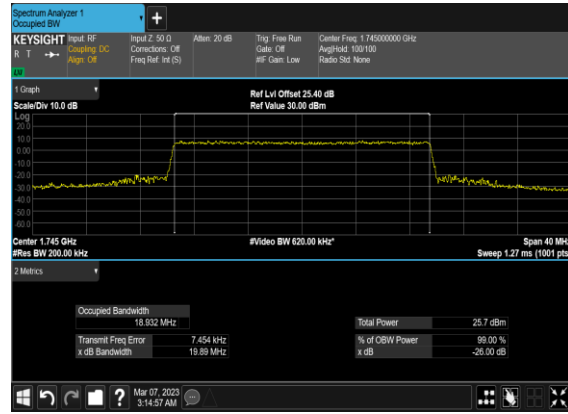 Spectrum Analyzer 1
Occupied BW
+
KEYSIGHT
R T
LXI
Input: RF
Coupling: DC
Align: Off
Input Z: 50 Ω
Corrections: Off
Freq Ref: Int (S)
Atten: 20 dB
Trig: Free Run
Gate: Off
#IF Gain: Low
Center Freq: 1.745000000 GHz
Avg|Hold: 100/100
Radio Std: None
1 Graph
Scale/Div 10.0 dB
Ref Lvl Offset 25.40 dB
Ref Value 30.00 dBm
Log
20.0
10.0
0.00
-10.0
-20.0
-30.0
-40.0
-50.0
-60.0
Center 1.745 GHz
#Res BW 200.00 kHz
#Video BW 620.00 kHz*
Span 40 MHz
Sweep 1.27 ms (1001 pts
2 Metrics
Occupied Bandwidth
18.932 MHz
Transmit Freq Error 7.454 kHz
x dB Bandwidth 19.89 MHz
Total Power 25.7 dBm
% of OBW Power 99.00 %
x dB -26.00 dB
?
Mar 07, 2023
3:14:57 AM